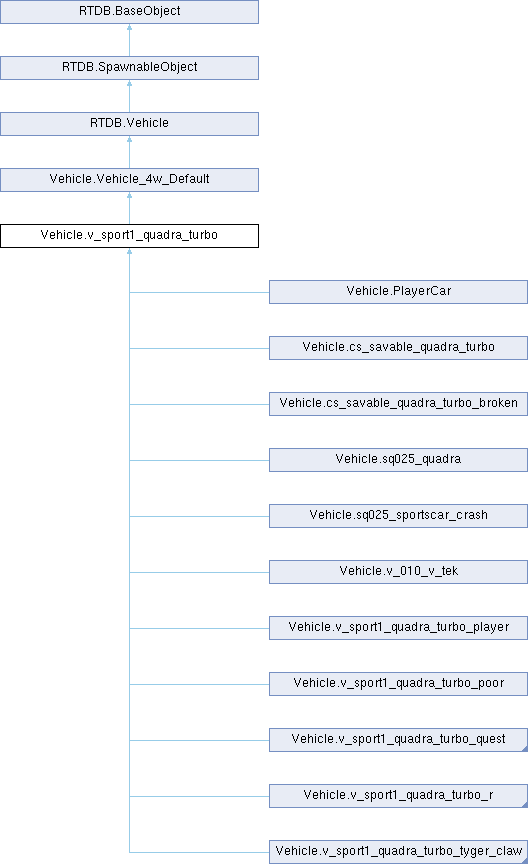 RTDB.BaseObject
RTDB.SpawnableObject
RTDB.Vehicle
Vehicle.Vehicle_4w_Default
Vehicle.v_sport1_quadra_turbo
Vehicle.PlayerCar
Vehicle.cs_savable_quadra_turbo
Vehicle.cs_savable_quadra_turbo_broken
Vehicle.sq025_quadra
Vehicle.sq025_sportscar_crash
Vehicle.v_010_v_tek
Vehicle.v_sport1_quadra_turbo_player
Vehicle.v_sport1_quadra_turbo_poor
Vehicle.v_sport1_quadra_turbo_quest
Vehicle.v_sport1_quadra_turbo_r
Vehicle.v_sport1_quadra_turbo_tyger_claw